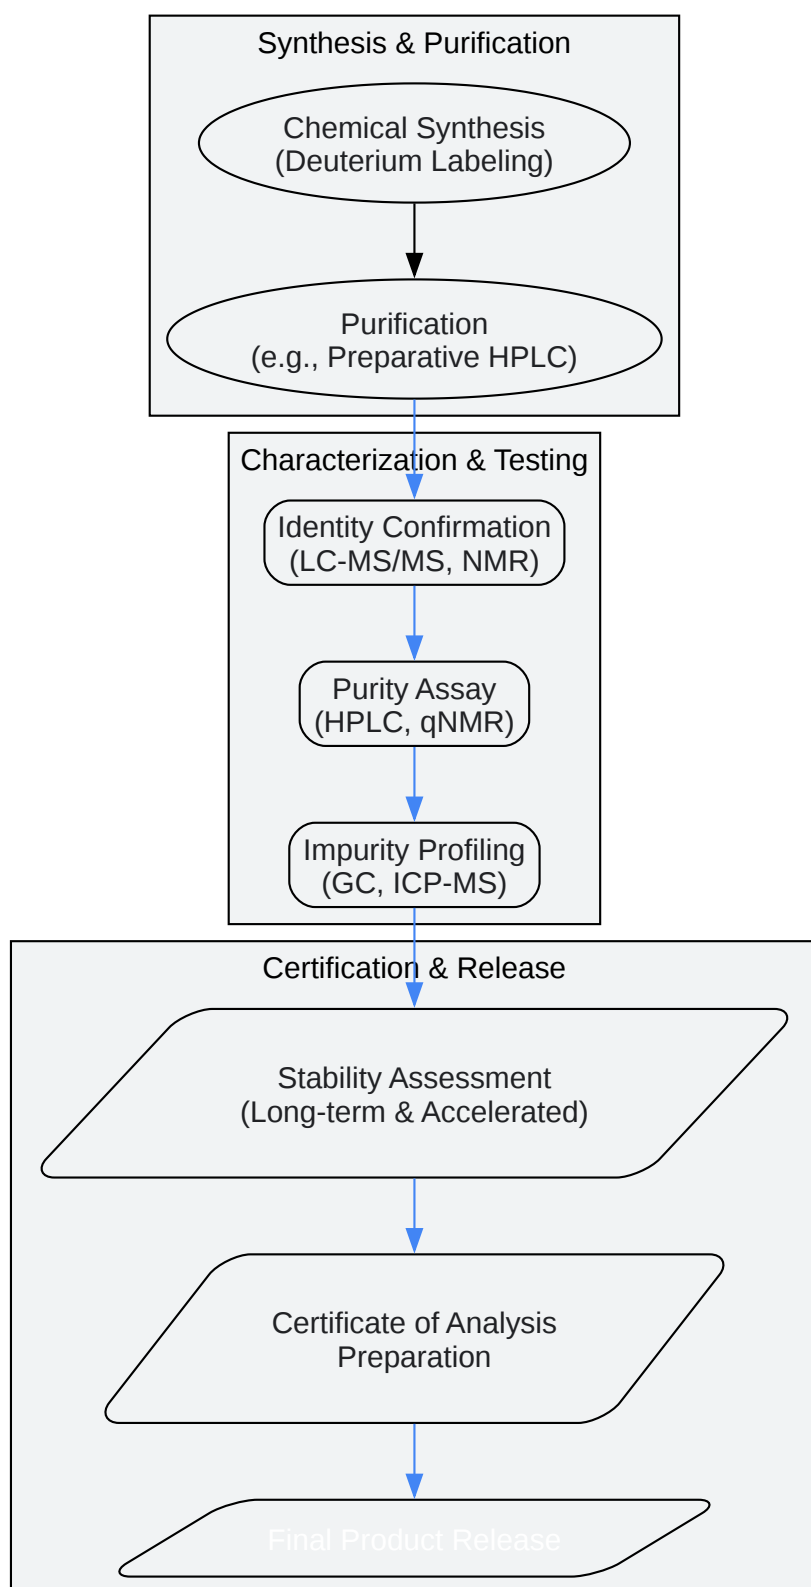 Synthesis & Purification
Chemical Synthesis
(Deuterium Labeling)
Purification
(e.g., Preparative HPLC)
Characterization & Testing
Identity Confirmation
(LC-MS/MS, NMR)
Purity Assay
(HPLC, qNMR)
Impurity Profiling
(GC, ICP-MS)
Certification & Release
Stability Assessment
(Long-term & Accelerated)
Certificate of Analysis
Preparation
Final Product Release